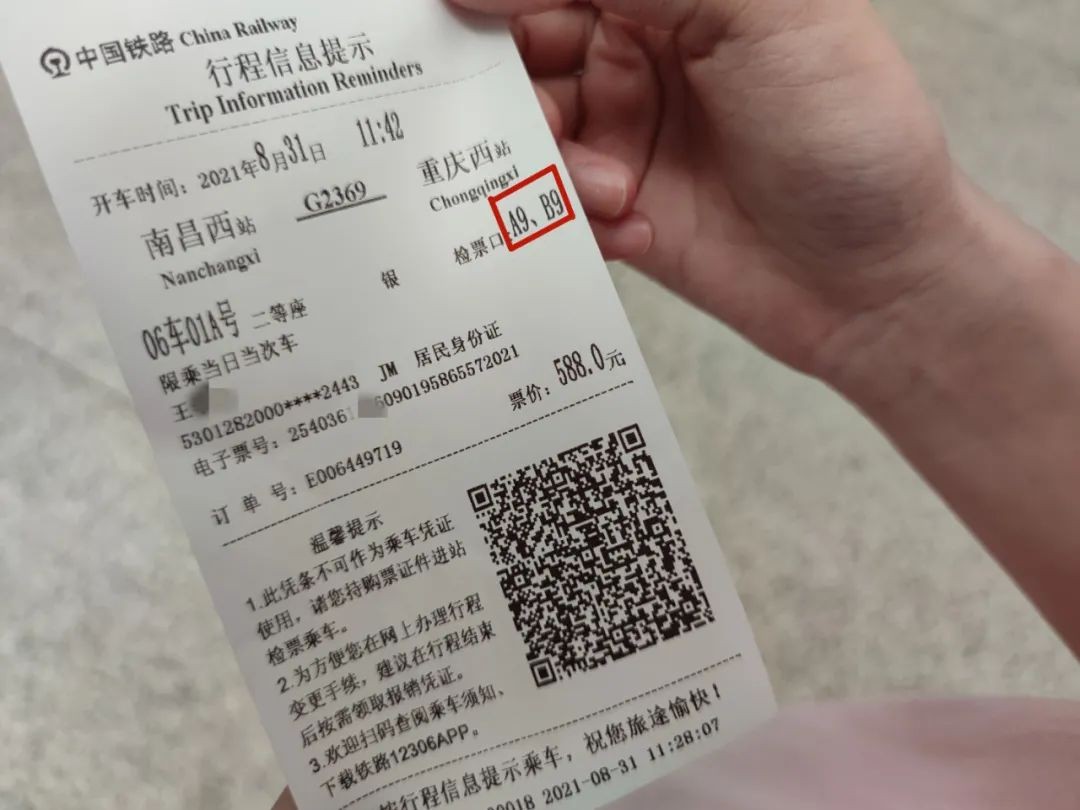 中国铁路 China Railway
行程信息提示
Trip Information Reminders
开车时间：2021年8月31日 11:42
南昌西站 G2369 重庆西站
Nanchangxi Chongqingxi
检票口:A9、B9
06车01A号 二等座 银
限乘当日当次车
王
5301282000****2443 JM 居民身份证
电子票号：2540361 6090195865572021
票价：588.0元
订单号：E006449719
温馨提示
1.此凭条不可作为乘车凭证
使用，请您持购票证件进站
检票乘车。
2.为方便您在网上办理行程
变更手续，建议在行程结束
后按需领取报销凭证。
3.欢迎扫码查阅乘车须知、
下载铁路12306APP。
按行程信息提示乘车，祝您旅途愉快！
00018 2021-08-31 11:28:07